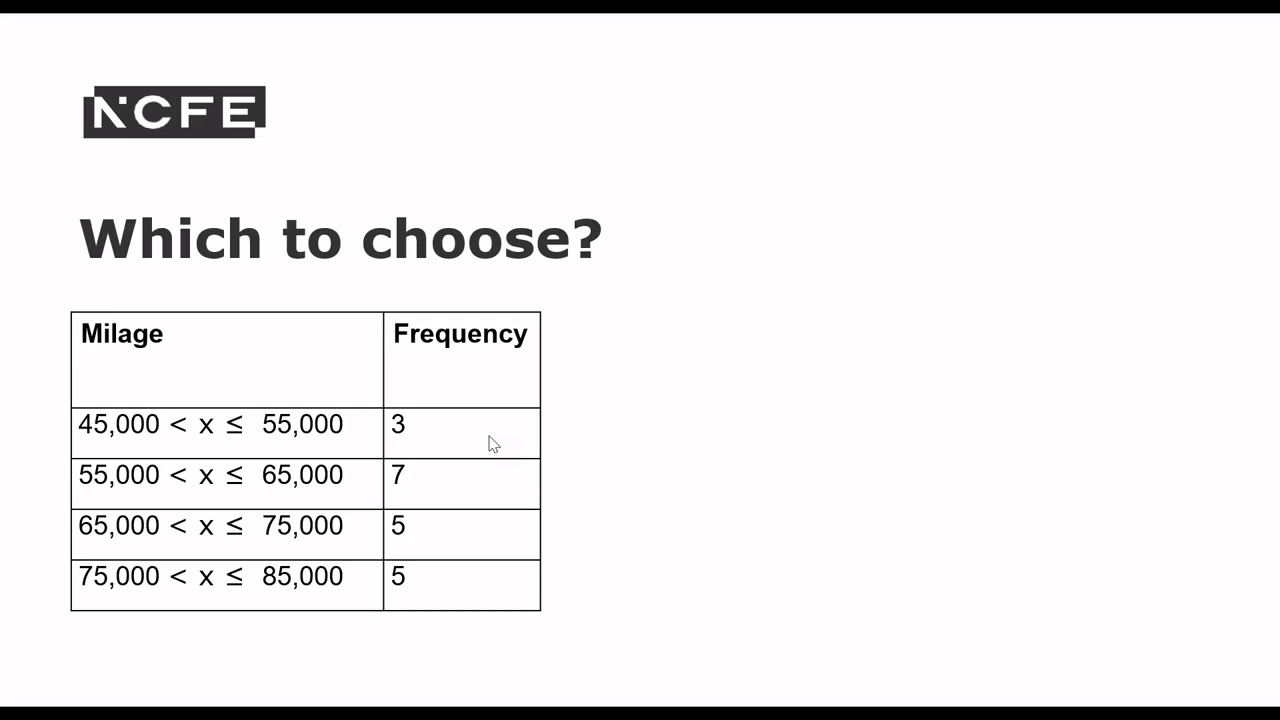 NCFE
Which to choose?
Milage Frequency
45,000 < x ≤ 55,000 3
55,000 < x ≤ 65,000 7
65,000 < x ≤ 75,000 5
75,000 < x ≤ 85,000 5